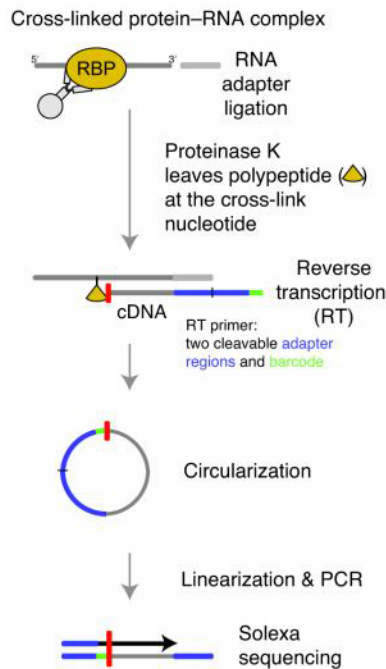 Cross-linked protein–RNA complex
5'
RBP
3'
RNA
adapter
ligation
Proteinase K
leaves polypeptide ( )
at the cross-link
nucleotide
cDNA
Reverse
transcription
(RT)
RT primer:
two cleavable adapter
regions and barcode
Circularization
Linearization & PCR
Solexa
sequencing